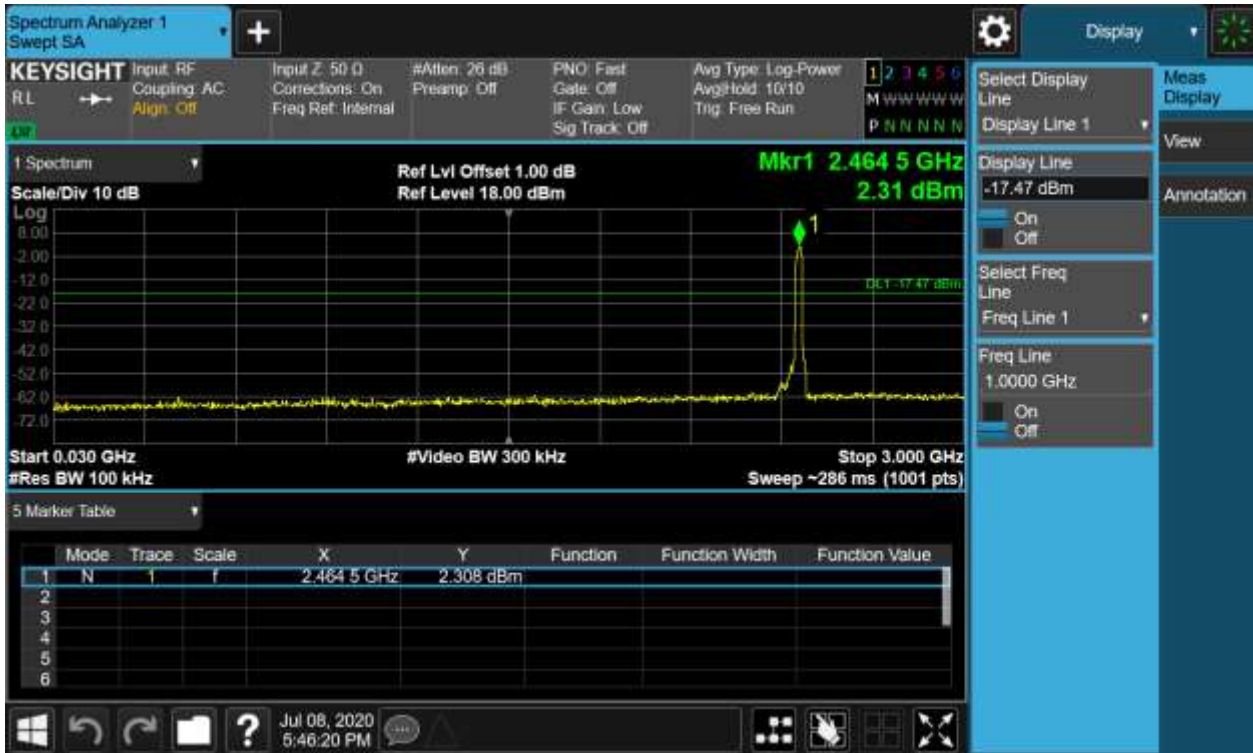 Spectrum Analyzer 1
Swept SA
+
Display
KEYSIGHT
RL
Input: RF
Coupling: AC
Align: Off
Input Z: 50 Ω
Corrections: On
Freq Ref: Internal
#Atten: 26 dB
Preamp: Off
PNO: Fast
Gate: Off
IF Gain: Low
Sig Track: Off
Avg Type: Log-Power
Avg|Hold: 10/10
Trig: Free Run
1 2 3 4 5 6
M W W W W W
P N N N N N
1 Spectrum
Scale/Div 10 dB
Ref Lvl Offset 1.00 dB
Ref Level 18.00 dBm
Mkr1 2.464 5 GHz
2.31 dBm
Log
8.00
-2.00
-12.0
-22.0
-32.0
-42.0
-52.0
-62.0
-72.0
1
DL1 -17.47 dBm
Start 0.030 GHz
#Video BW 300 kHz
Stop 3.000 GHz
#Res BW 100 kHz
Sweep ~286 ms (1001 pts)
5 Marker Table
Mode Trace Scale X Y Function Function Width Function Value
1 N 1 f 2.464 5 GHz 2.308 dBm
2
3
4
5
6
Select Display
Line
Display Line 1
Display Line
-17.47 dBm
On
Off
Select Freq
Line
Freq Line 1
Freq Line
1.0000 GHz
On
Off
Meas
Display
View
Annotation
?
Jul 08, 2020
5:46:20 PM